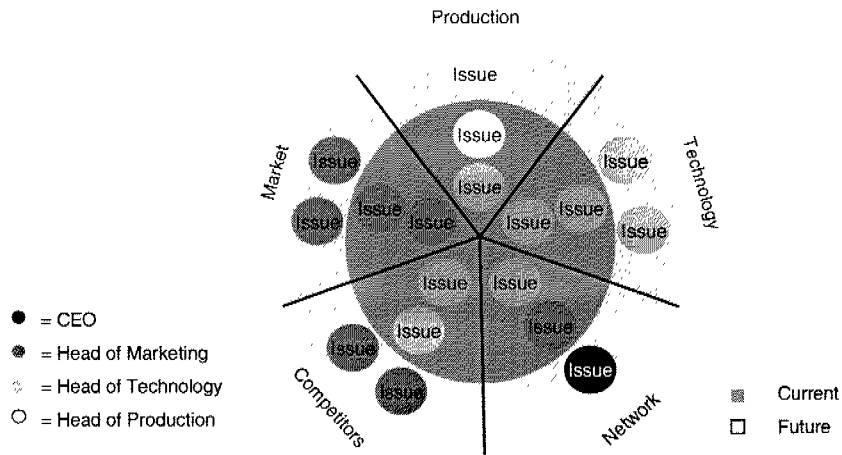 Production
Issue
Issue
Issue
Market
Issue
Issue
Issue
Issue
Technology
Issue
Issue
Issue
Issue
Issue
Issue
Issue
Issue
Competitors
Issue
Issue
Issue
Issue
Network
= CEO
= Head of Marketing
= Head of Technology
= Head of Production
Current
Future